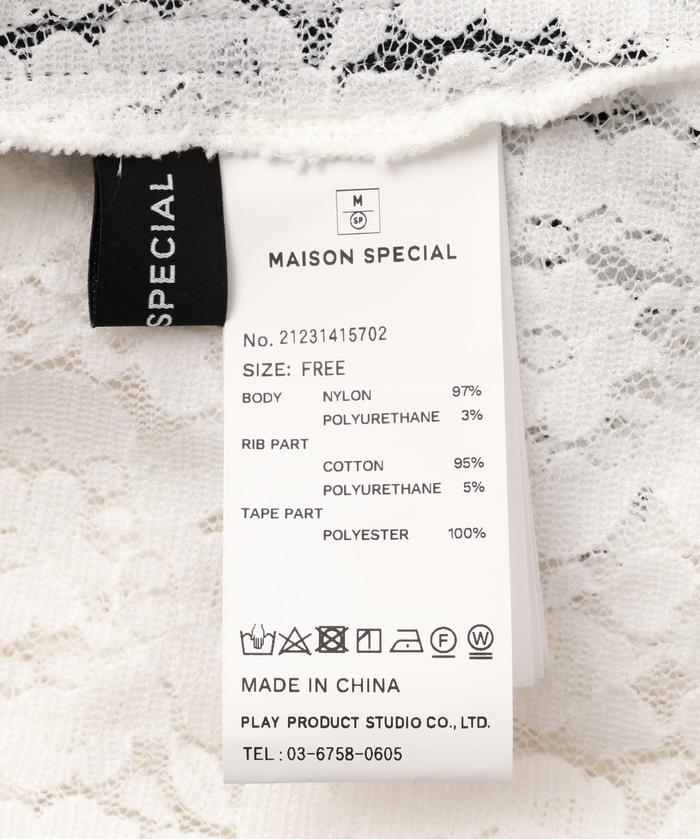 SPECIAL
M
SP
MAISON SPECIAL
No. 21231415702
SIZE: FREE
BODY NYLON 97%
POLYURETHANE 3%
RIB PART
COTTON 95%
POLYURETHANE 5%
TAPE PART
POLYESTER 100%
F W
MADE IN CHINA
PLAY PRODUCT STUDIO CO., LTD.
TEL : 03-6758-0605